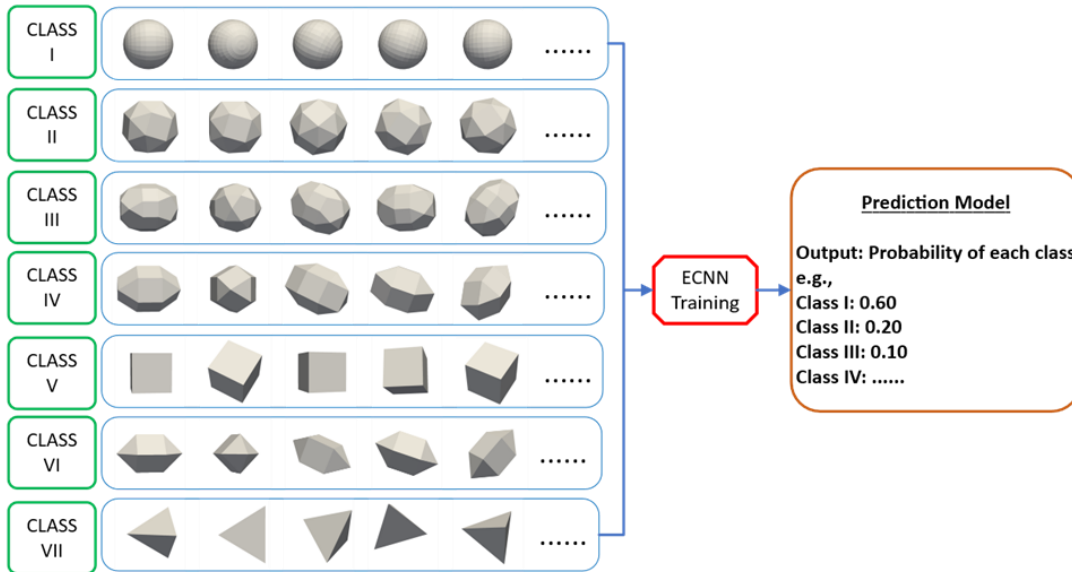 CLASS
I
......
CLASS
II
......
CLASS
III
......
CLASS
IV
......
CLASS
V
......
CLASS
VI
......
CLASS
VII
......
ECNN
Training
Prediction Model
Output: Probability of each class
e.g.,
Class I: 0.60
Class II: 0.20
Class III: 0.10
Class IV: ......